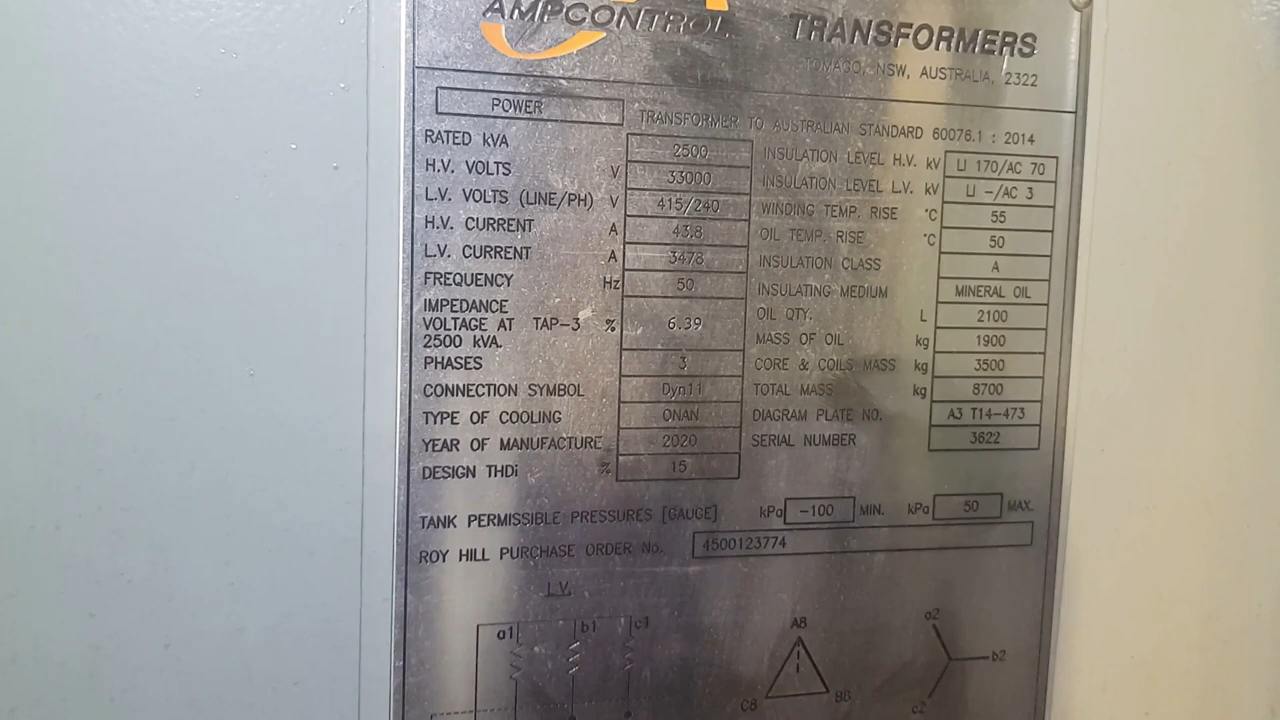 AMPCONTROL TRANSFORMERS
TOMAGO, NSW, AUSTRALIA, 2322
POWER TRANSFORMER TO AUSTRALIAN STANDARD 60076.1 : 2014
RATED kVA 2500
H.V. VOLTS V 33000
L.V. VOLTS (LINE/PH) V 415/240
H.V. CURRENT A 43.8
L.V. CURRENT A 3478
FREQUENCY Hz 50
IMPEDANCE
VOLTAGE AT TAP-3 % 6.39
2500 kVA.
PHASES 3
CONNECTION SYMBOL Dyn11
TYPE OF COOLING ONAN
YEAR OF MANUFACTURE 2020
DESIGN THDi % 15
INSULATION LEVEL H.V. kV LI 170/AC 70
INSULATION LEVEL L.V. kV LI -/AC 3
WINDING TEMP. RISE °C 55
OIL TEMP. RISE °C 50
INSULATION CLASS A
INSULATING MEDIUM MINERAL OIL
OIL QTY. L 2100
MASS OF OIL kg 1900
CORE & COILS MASS kg 3500
TOTAL MASS kg 8700
DIAGRAM PLATE NO. A3 T14-473
SERIAL NUMBER 3622
TANK PERMISSIBLE PRESSURES [GAUGE] kPa -100 MIN. kPa 50 MAX.
ROY HILL PURCHASE ORDER No. 4500123774
L.V.
a1 b1 c1
A8
C8 B8
a2
b2
c2